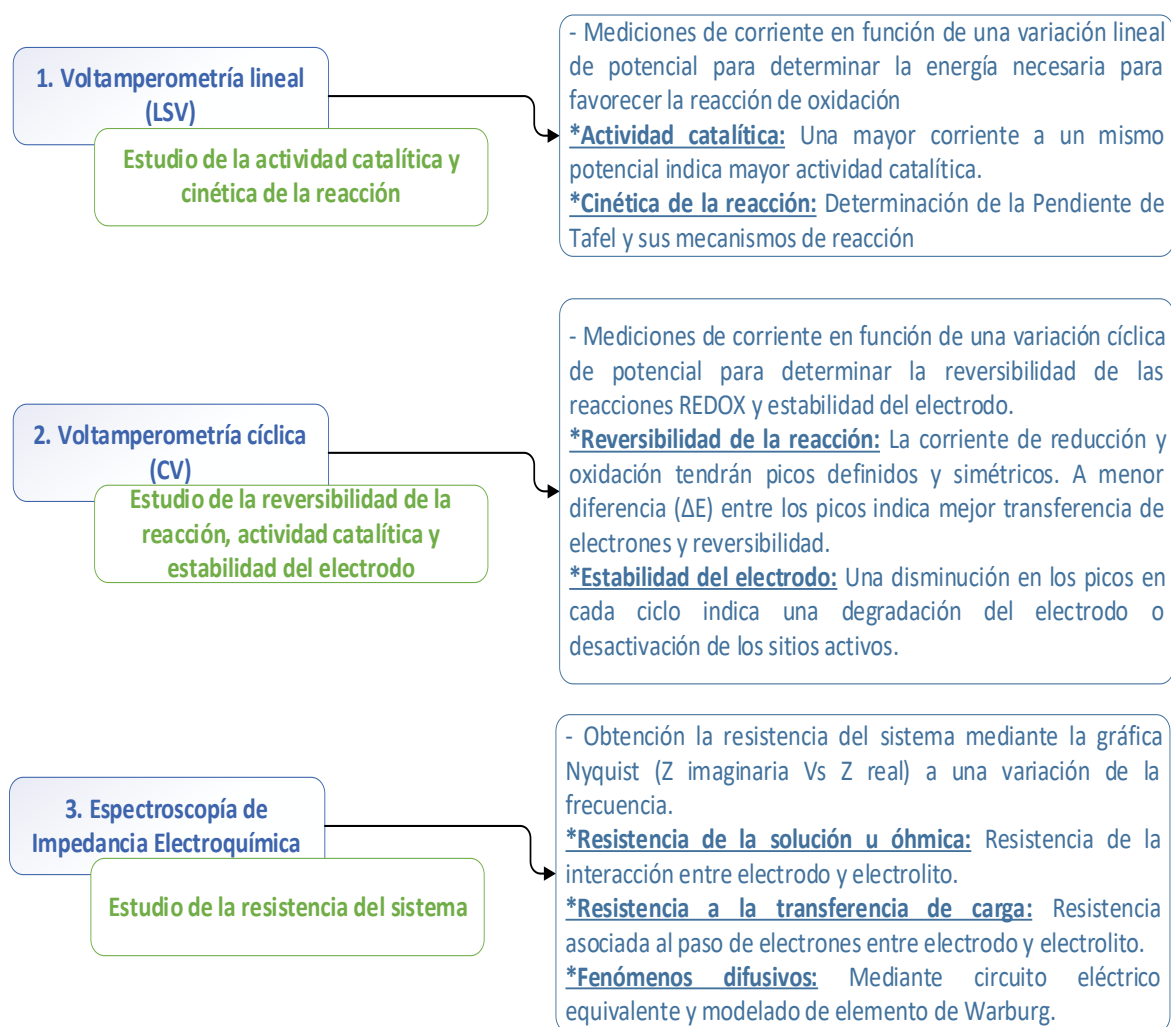 1. Voltamperometría lineal
(LSV)
Estudio de la actividad catalítica y
cinética de la reacción
- Mediciones de corriente en función de una variación lineal
de potencial para determinar la energía necesaria para
favorecer la reacción de oxidación
*Actividad catalítica: Una mayor corriente a un mismo
potencial indica mayor actividad catalítica.
*Cinética de la reacción: Determinación de la Pendiente de
Tafel y sus mecanismos de reacción
2. Voltamperometría cíclica
(CV)
Estudio de la reversibilidad de la
reacción, actividad catalítica y
estabilidad del electrodo
- Mediciones de corriente en función de una variación cíclica
de potencial para determinar la reversibilidad de las
reacciones REDOX y estabilidad del electrodo.
*Reversibilidad de la reacción: La corriente de reducción y
oxidación tendrán picos definidos y simétricos. A menor
diferencia (ΔE) entre los picos indica mejor transferencia de
electrones y reversibilidad.
*Estabilidad del electrodo: Una disminución en los picos en
cada ciclo indica una degradación del electrodo o
desactivación de los sitios activos.
3. Espectroscopía de
Impedancia Electroquímica
Estudio de la resistencia del sistema
- Obtención la resistencia del sistema mediante la gráfica
Nyquist (Z imaginaria Vs Z real) a una variación de la
frecuencia.
*Resistencia de la solución u óhmica: Resistencia de la
interacción entre electrodo y electrolito.
*Resistencia a la transferencia de carga: Resistencia
asociada al paso de electrones entre electrodo y electrolito.
*Fenómenos difusivos: Mediante circuito eléctrico
equivalente y modelado de elemento de Warburg.